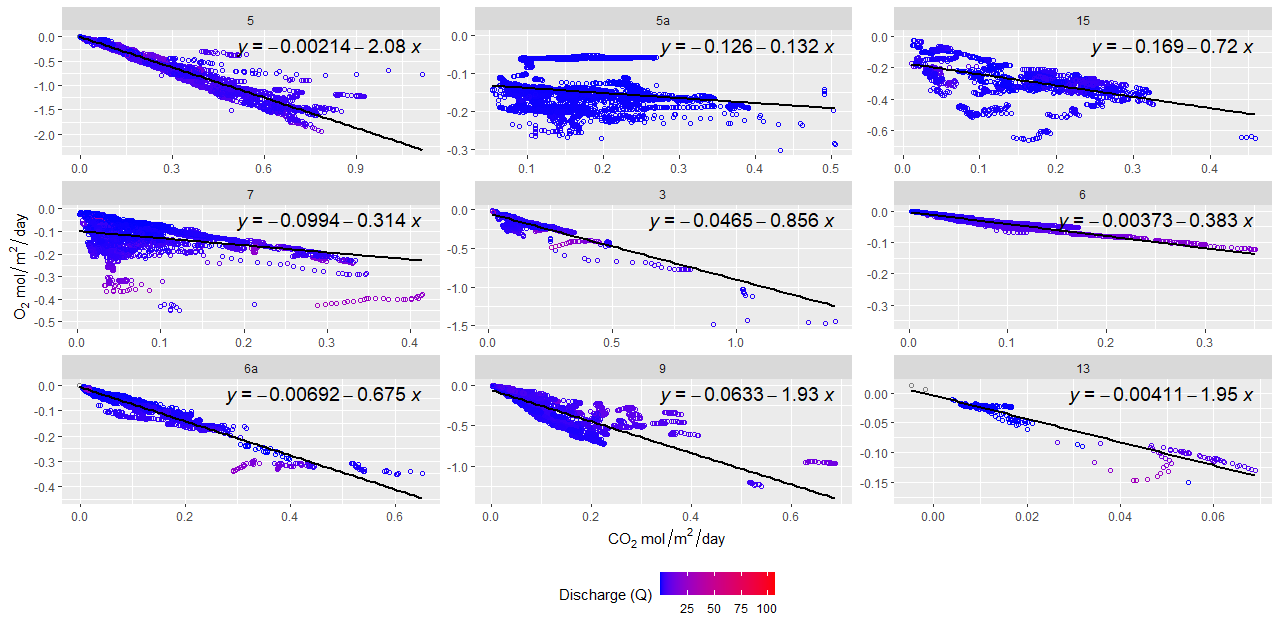 5
5a
15
0.0
-0.5
-1.0
-1.5
-2.0
y = −0.00214 − 2.08 x
0.0
-0.1
-0.2
-0.3
y = −0.126 − 0.132 x
0.0
-0.2
-0.4
-0.6
y = −0.169 − 0.72 x
0.0 0.3 0.6 0.9
0.1 0.2 0.3 0.4 0.5
0.0 0.1 0.2 0.3 0.4
7
3
6
0.0
-0.1
-0.2
-0.3
-0.4
-0.5
y = −0.0994 − 0.314 x
0.0
-0.5
-1.0
-1.5
y = −0.0465 − 0.856 x
0.0
-0.1
-0.2
-0.3
y = −0.00373 − 0.383 x
0.0 0.1 0.2 0.3 0.4
0.0 0.5 1.0
0.0 0.1 0.2 0.3
O₂ mol/m²/day
6a
9
13
0.0
-0.1
-0.2
-0.3
-0.4
y = −0.00692 − 0.675 x
0.0
-0.5
-1.0
y = −0.0633 − 1.93 x
0.00
-0.05
-0.10
-0.15
y = −0.00411 − 1.95 x
0.0 0.2 0.4 0.6
0.0 0.2 0.4 0.6
0.00 0.02 0.04 0.06
CO₂ mol/m²/day
Discharge (Q)
25 50 75 100